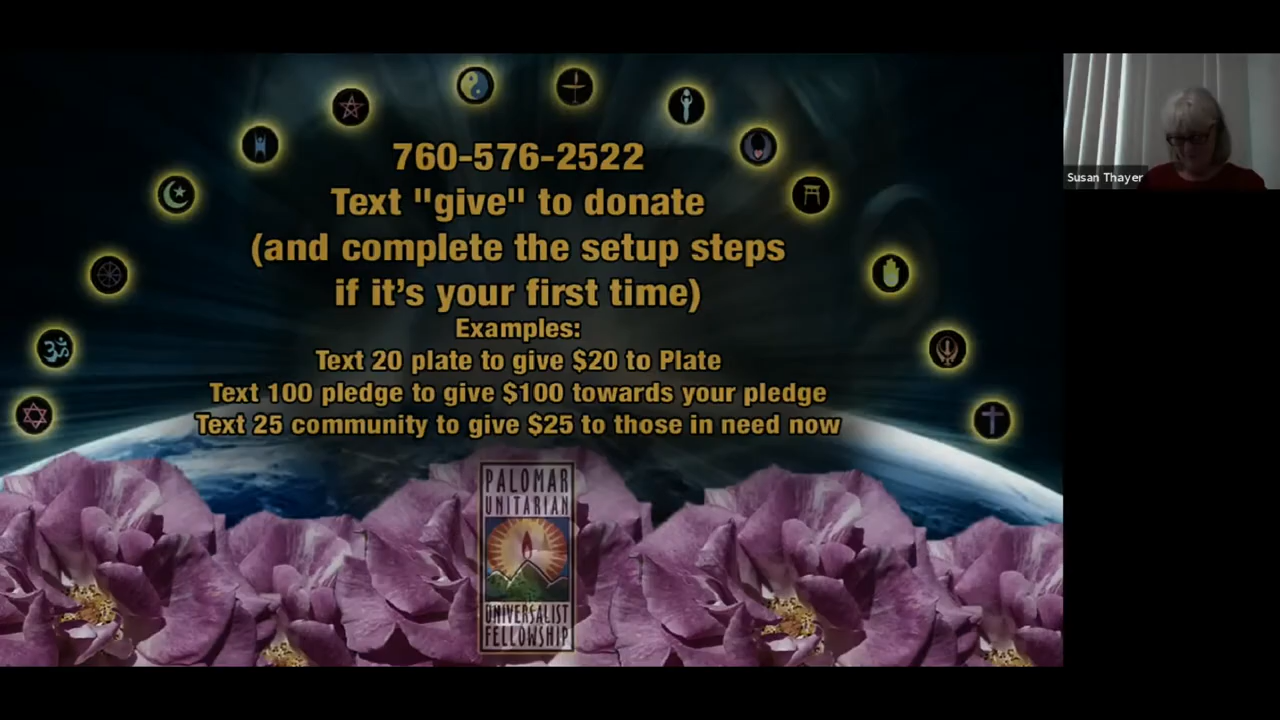 760-576-2522
Text "give" to donate
(and complete the setup steps
if it’s your first time)
Examples:
Text 20 plate to give $20 to Plate
Text 100 pledge to give $100 towards your pledge
Text 25 community to give $25 to those in need now
PALOMAR
UNITARIAN
UNIVERSALIST
FELLOWSHIP
Susan Thayer